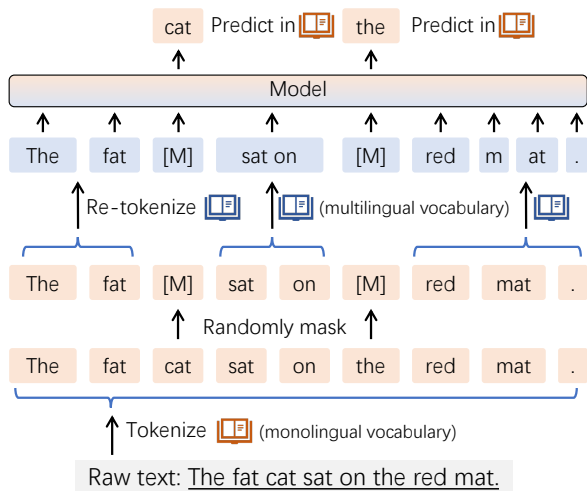 cat Predict in the Predict in
Model
The fat [M] sat on [M] red m at .
Re-tokenize (multilingual vocabulary)
The fat [M] sat on [M] red mat .
Randomly mask
The fat cat sat on the red mat .
Tokenize (monolingual vocabulary)
Raw text: The fat cat sat on the red mat.